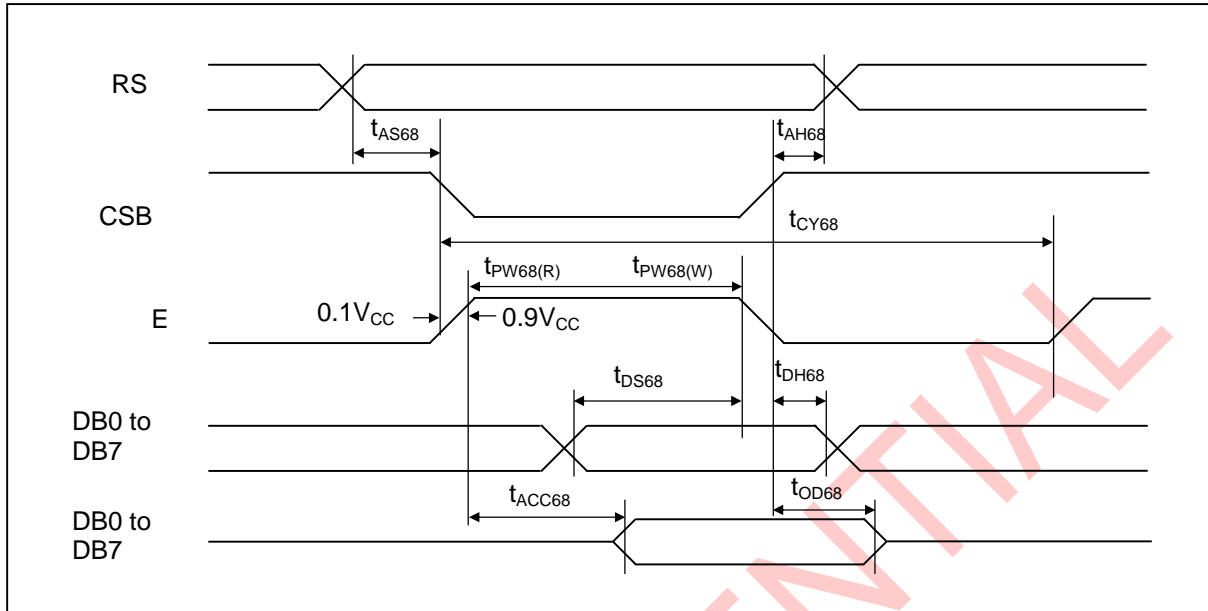 RS
tAS68
tAH68
CSB
tCY68
tPW68(R) tPW68(W)
E
0.1VCC
0.9VCC
tDS68
tDH68
DB0 to
DB7
tACC68
tOD68
DB0 to
DB7
ENTIAL